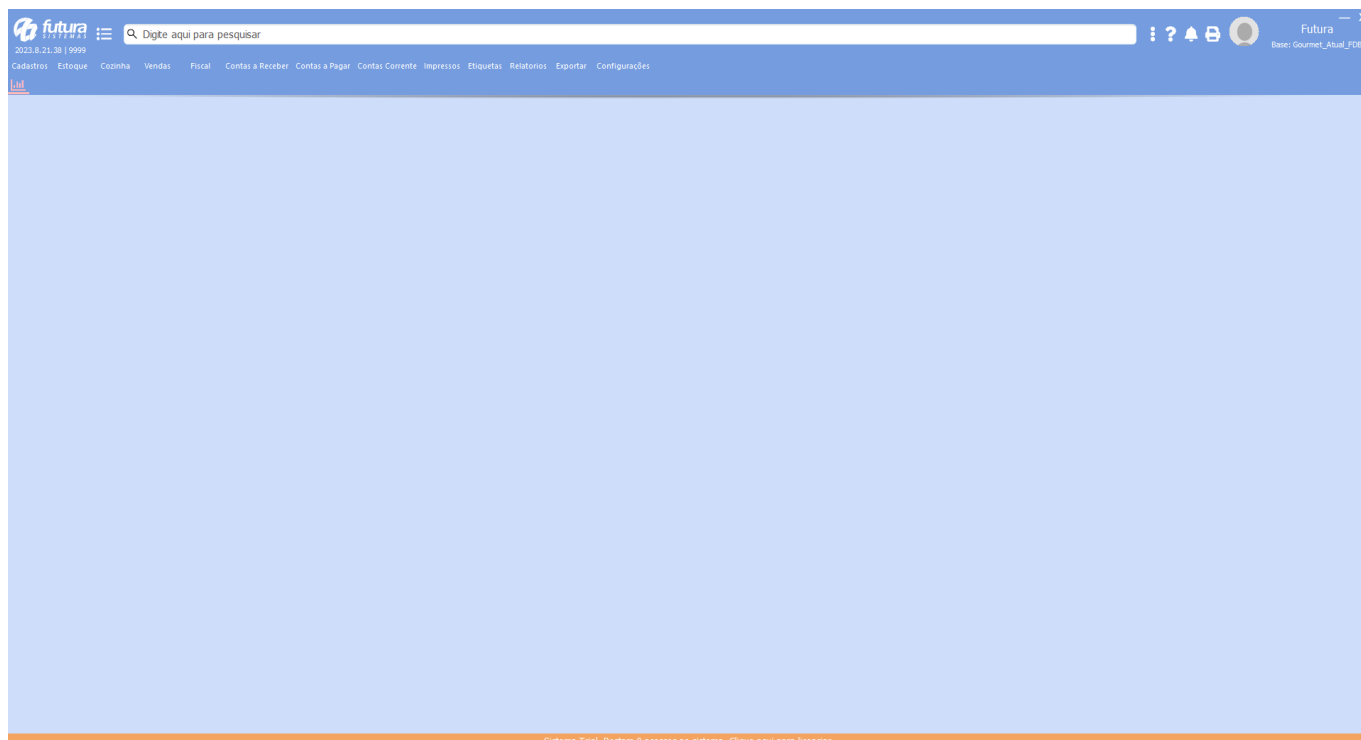 futura
SISTEMAS
Digite aqui para pesquisar
Futura
2023.8.21.38 | 9999
Base: Gourmet_Atual_FDB
Cadastros Estoque Cozinha Vendas Fiscal Contas a Receber Contas a Pagar Contas Corrente Impressos Etiquetas Relatorios Exportar Configurações